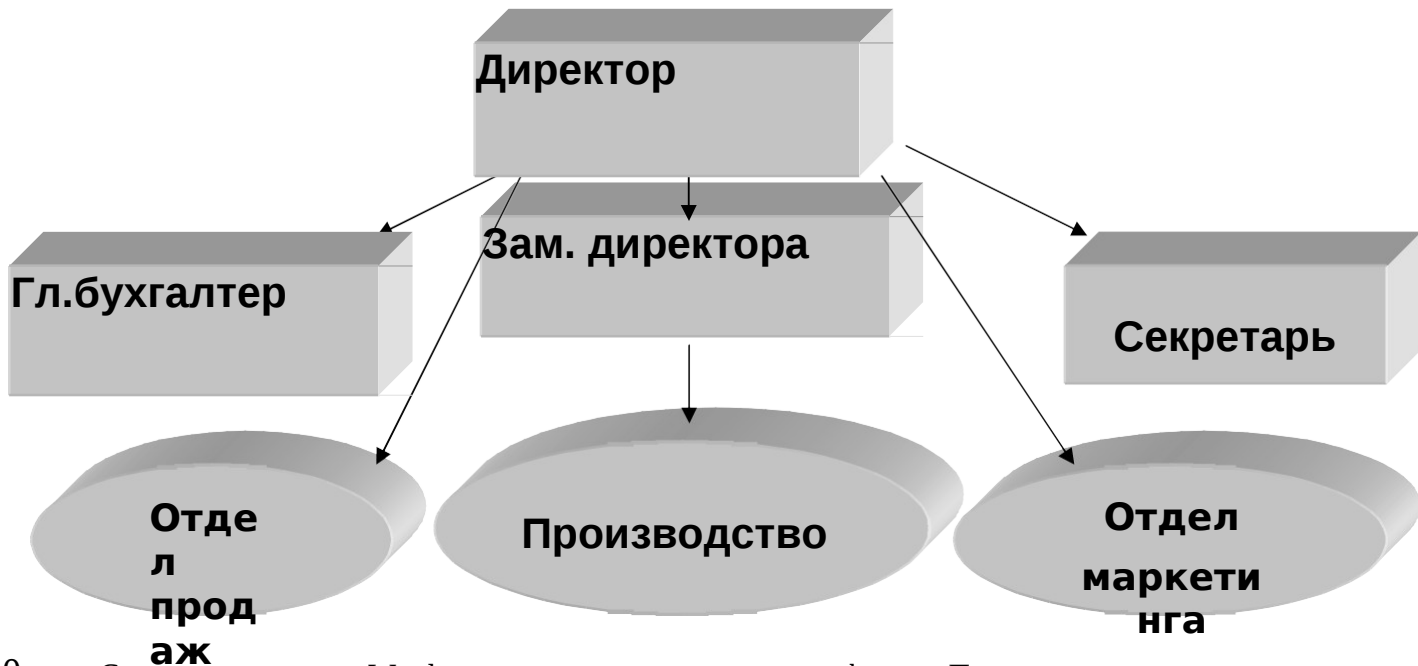 Директор
Зам. директора
Гл.бухгалтер
Секретарь
Отде
л
прод
аж
Производство
Отдел
маркети
нга